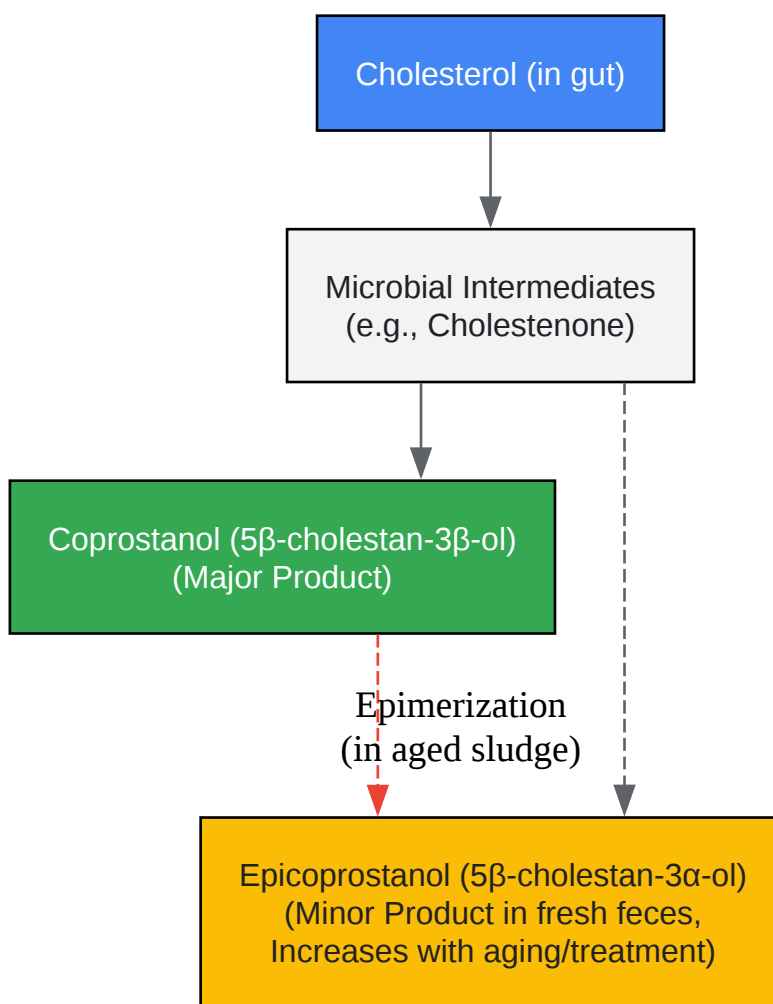 Cholesterol (in gut)
Microbial Intermediates
(e.g., Cholestenone)
Coprostanol (5β-cholestan-3β-ol)
(Major Product)
Epimerization
(in aged sludge)
Epicoprostanol (5β-cholestan-3α-ol)
(Minor Product in fresh feces,
Increases with aging/treatment)